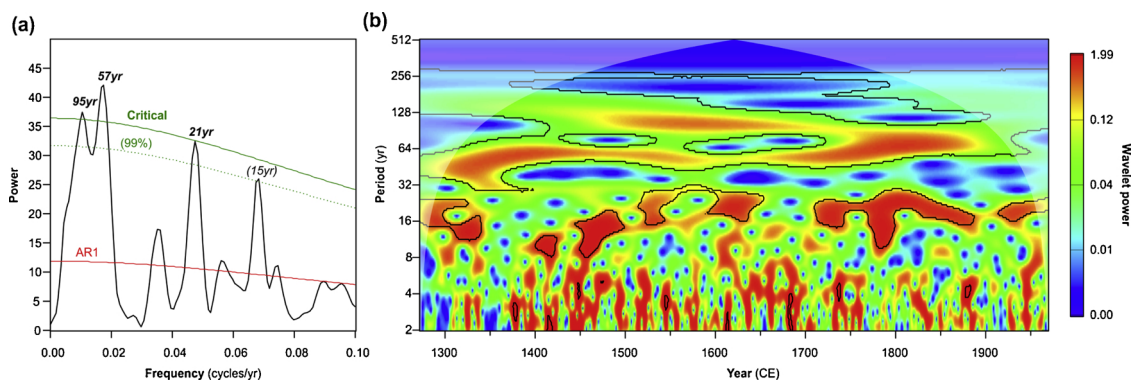 (a)
45
40
35
30
25
20
15
10
5
0
Power
95yr
57yr
Critical
(99%)
21yr
(15yr)
AR1
0.00 0.02 0.04 0.06 0.08 0.10
Frequency (cycles/yr)
(b)
512
256
128
64
32
16
8
4
2
Period (yr)
1300 1400 1500 1600 1700 1800 1900
Year (CE)
1.99
0.12
0.04
0.01
0.00
Wavelet power